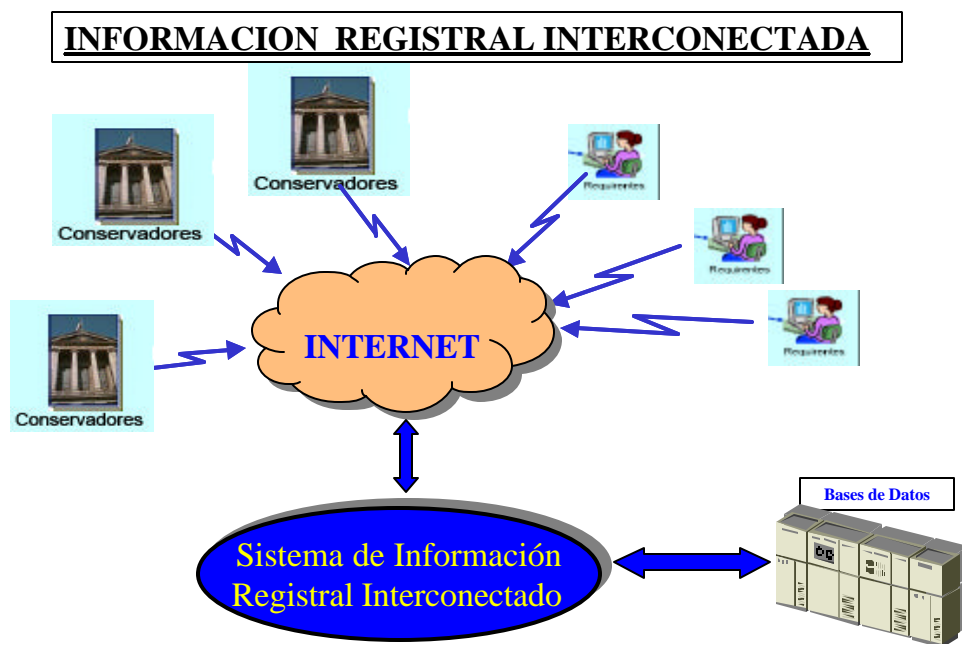 INFORMACION REGISTRAL INTERCONECTADA
Conservadores
Conservadores
Conservadores
Requirentes
Requirentes
Requirentes
INTERNET
Bases de Datos
Sistema de Información
Registral Interconectado